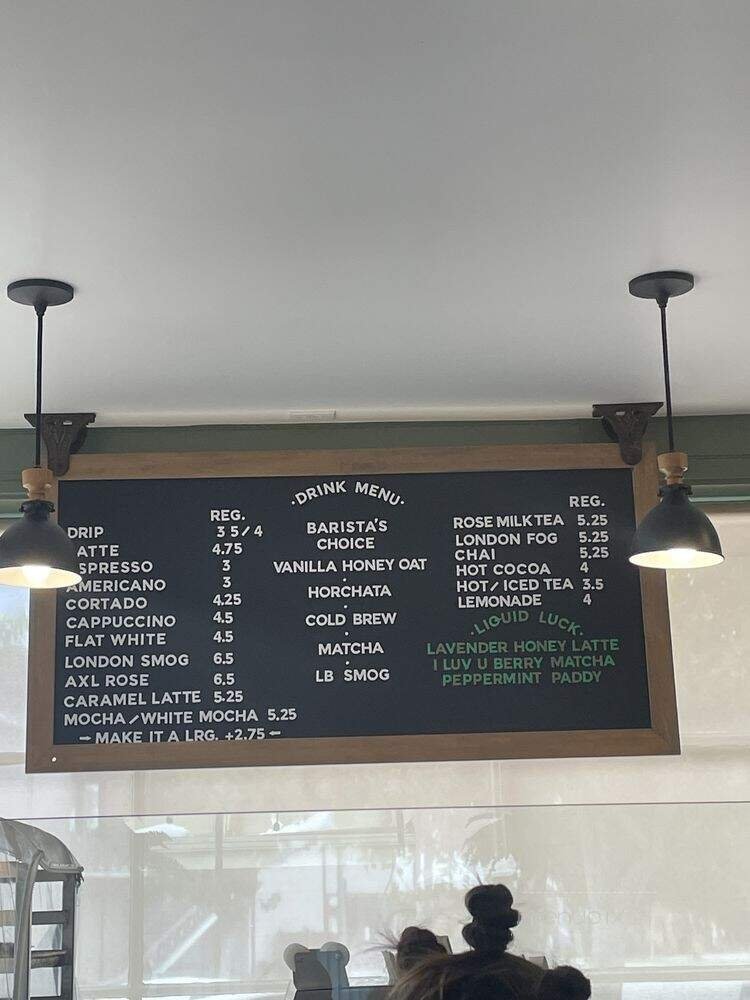 ·DRINK MENU·
REG.
DRIP 3 5/4
LATTE 4.75
ESPRESSO 3
AMERICANO 3
CORTADO 4.25
CAPPUCCINO 4.5
FLAT WHITE 4.5
LONDON SMOG 6.5
AXL ROSE 6.5
CARAMEL LATTE 5.25
MOCHA/WHITE MOCHA 5.25
MAKE IT A LRG. +2.75
BARISTA'S
CHOICE
VANILLA HONEY OAT
HORCHATA
COLD BREW
MATCHA
LB SMOG
REG.
ROSE MILK TEA 5.25
LONDON FOG 5.25
CHAI 5.25
HOT COCOA 4
HOT/ICED TEA 3.5
LEMONADE 4
·LIQUID LUCK·
LAVENDER HONEY LATTE
I LUV U BERRY MATCHA
PEPPERMINT PADDY